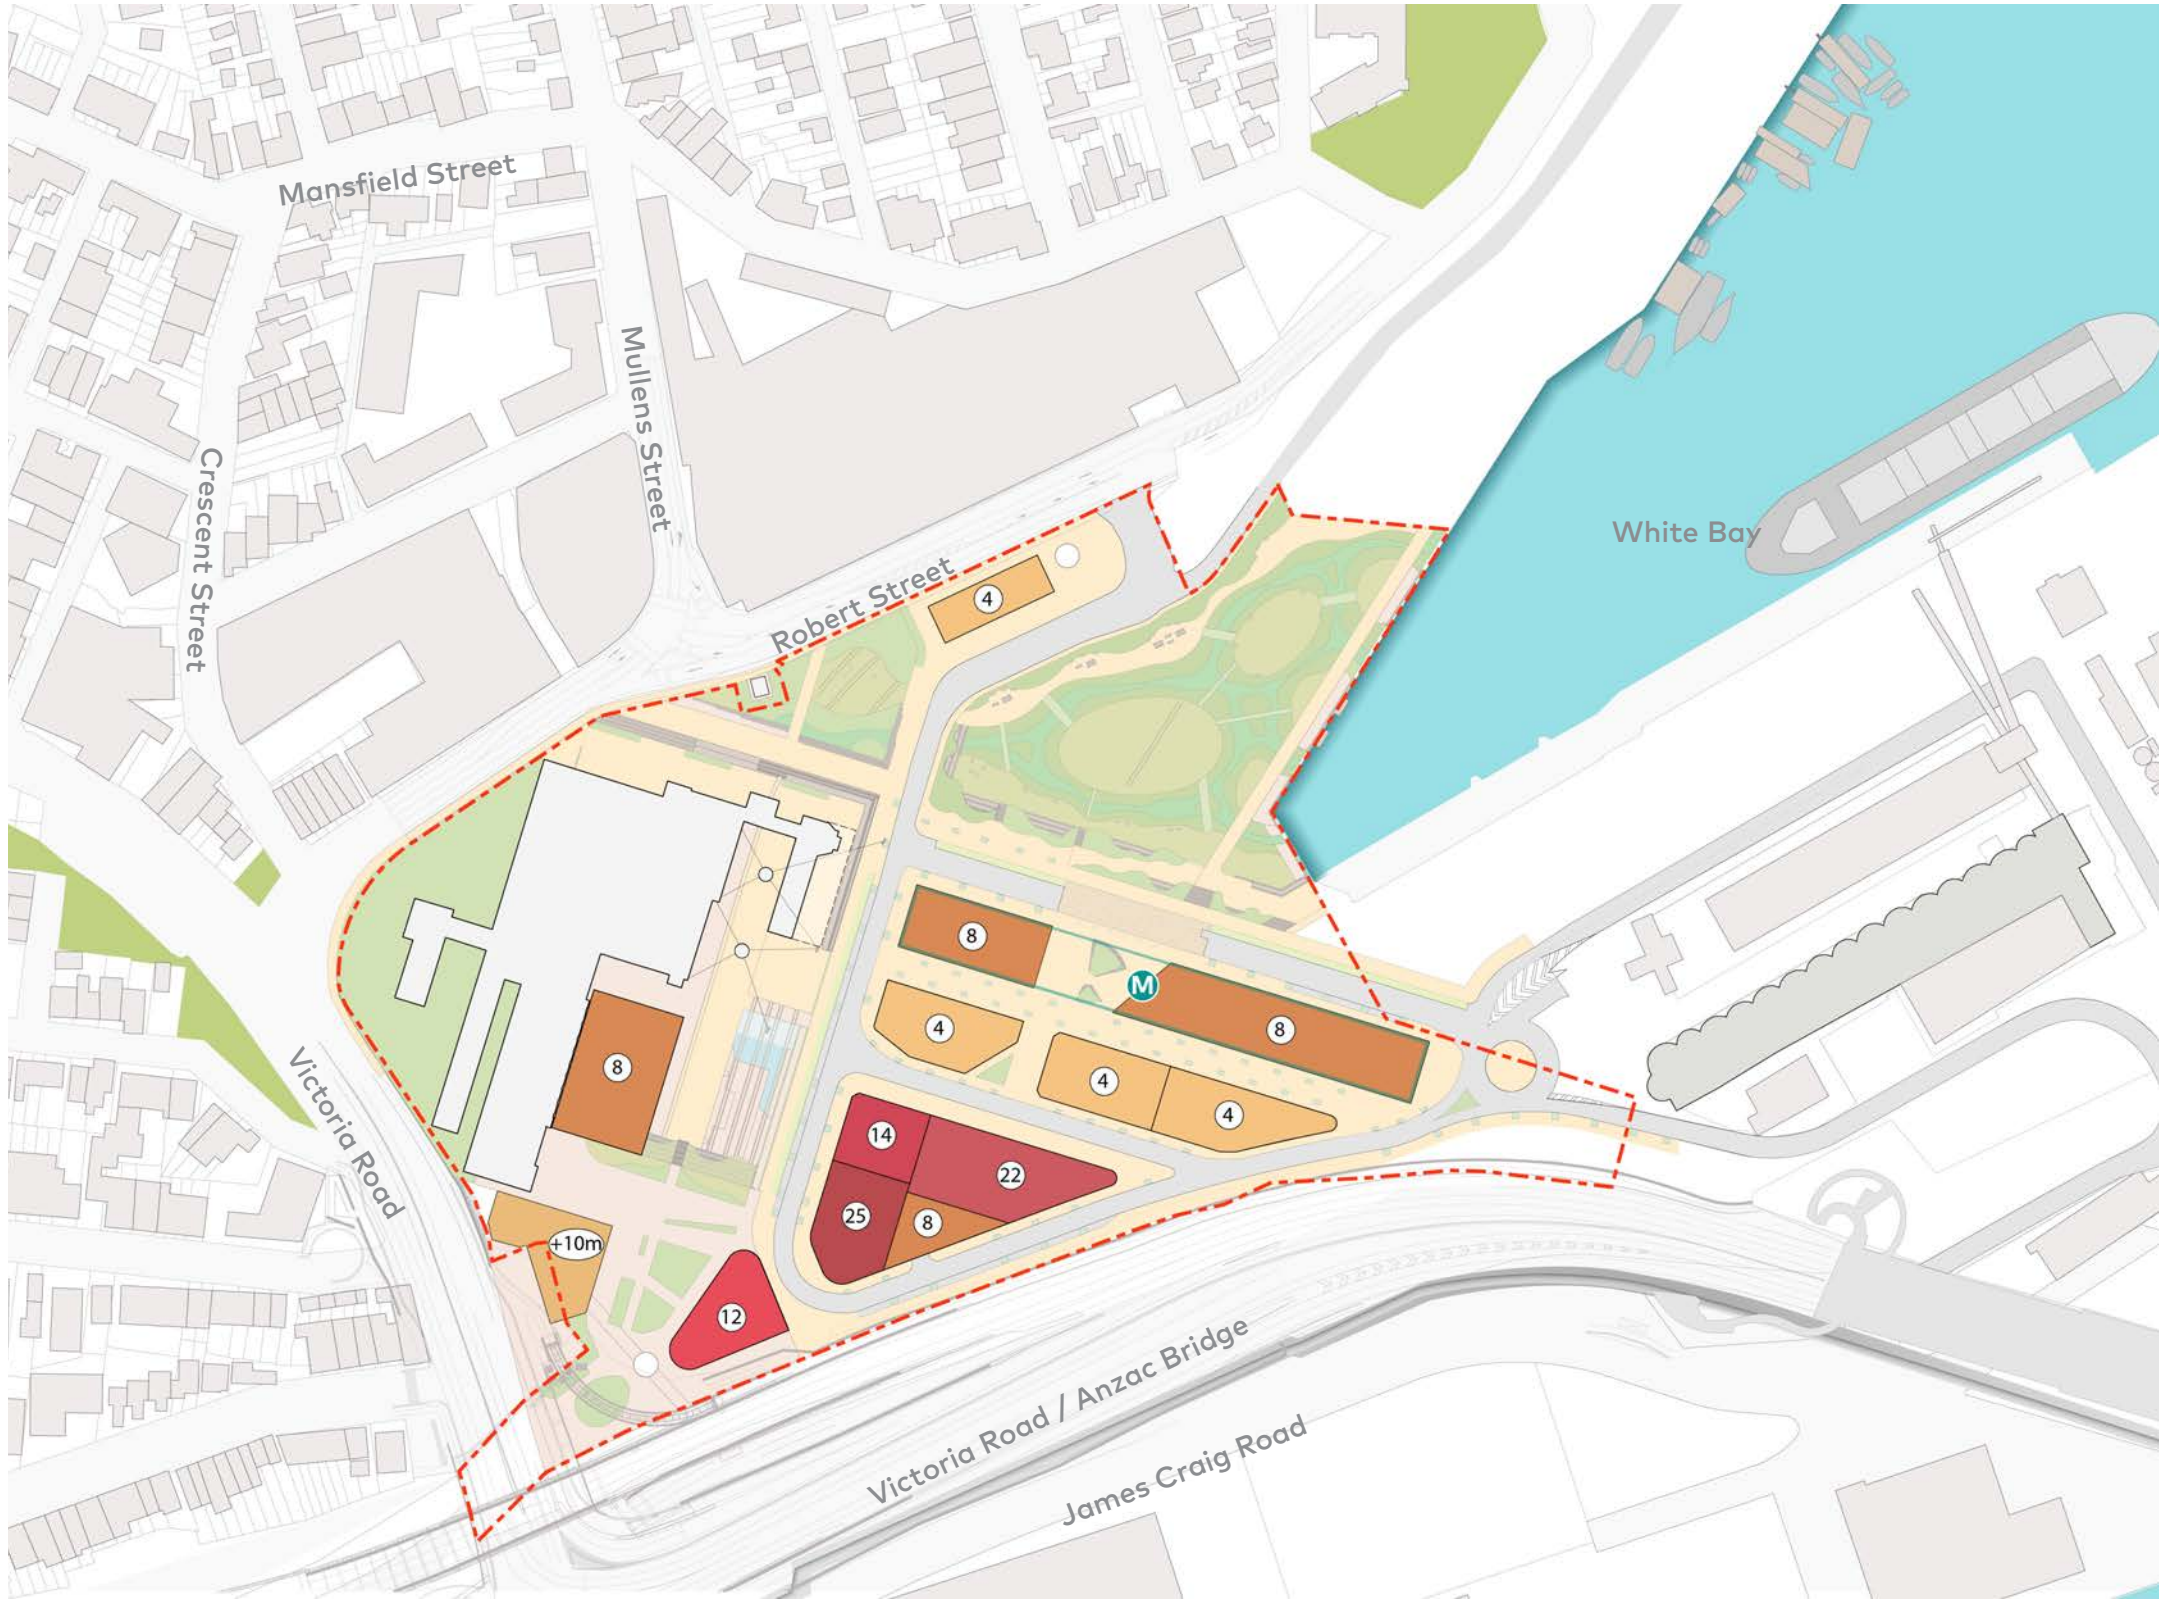 Mansfield Street
Mullens Street
Crescent Street
White Bay
4
Robert Street
8
M
4
8
8
4
4
Victoria Road
14
22
25
8
+10m
12
Victoria Road / Anzac Bridge
James Craig Road